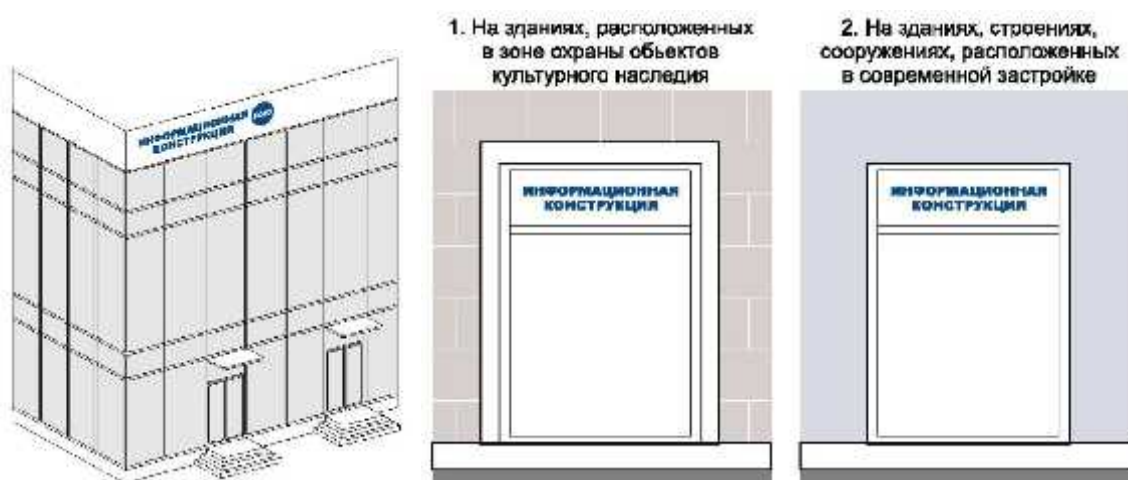 1. На зданиях, расположенных
в зоне охраны объектов
культурного наследия
2. На зданиях, строениях,
сооружениях, расположенных
в современной застройке
ИНФОРМАЦИОННАЯ
КОНСТРУКЦИЯ
ИНФОРМАЦИОННАЯ
КОНСТРУКЦИЯ
ИНФОРМАЦИОННАЯ
КОНСТРУКЦИЯ